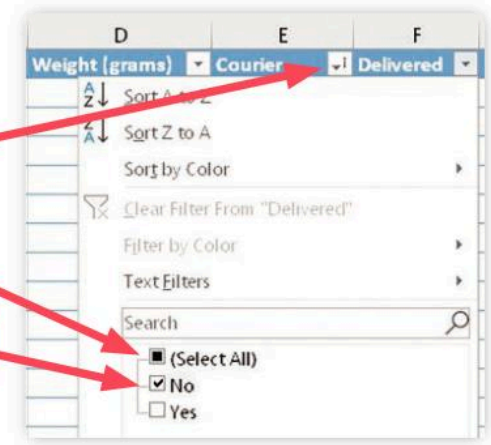 D E F
Weight (grams) Courier Delivered
Sort A to Z
Sort Z to A
Sort by Color
Clear Filter From "Delivered"
Filter by Color
Text Filters
Search
(Select All)
No
Yes